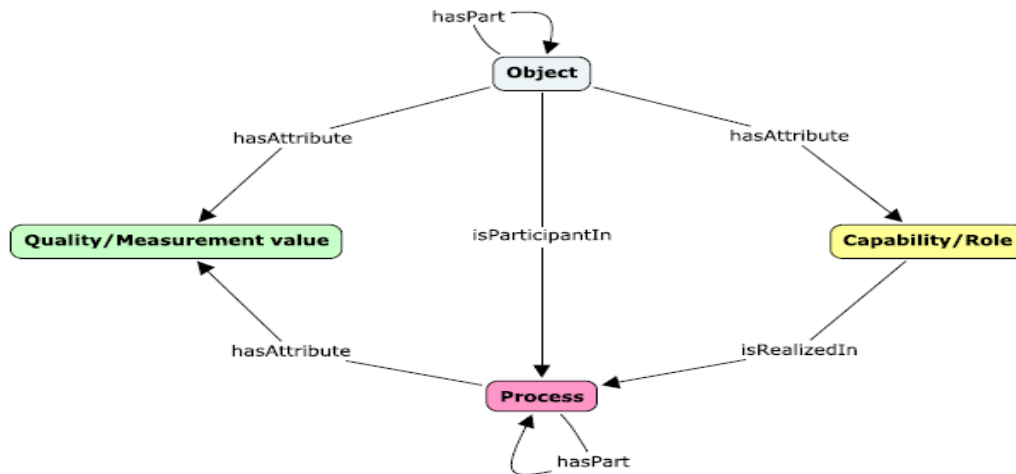 hasPart
Object
hasAttribute
hasAttribute
Quality/Measurement value
isParticipantIn
Capability/Role
hasAttribute
isRealizedIn
Process
hasPart